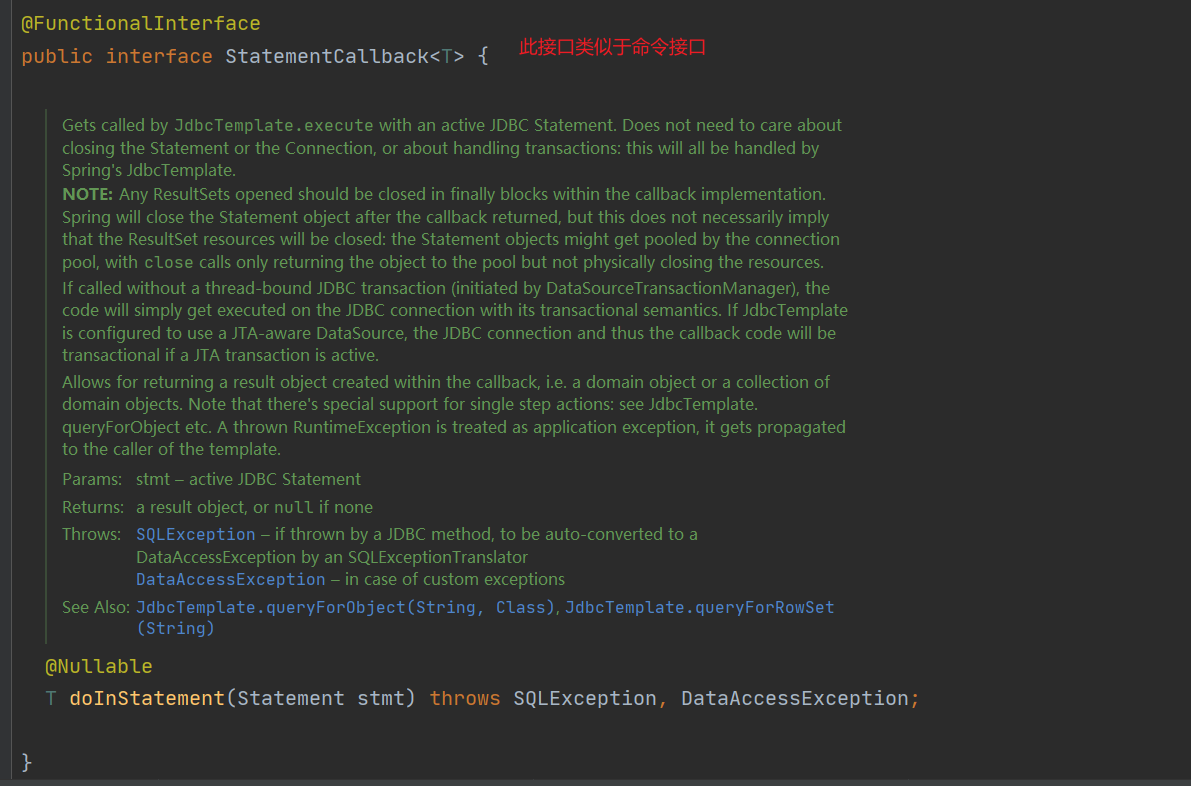 @FunctionalInterface
public interface StatementCallback<T> {
此接口类似于命令接口
Gets called by JdbcTemplate.execute with an active JDBC Statement. Does not need to care about
closing the Statement or the Connection, or about handling transactions: this will all be handled by
Spring's JdbcTemplate.
NOTE: Any ResultSets opened should be closed in finally blocks within the callback implementation.
Spring will close the Statement object after the callback returned, but this does not necessarily imply
that the ResultSet resources will be closed: the Statement objects might get pooled by the connection
pool, with close calls only returning the object to the pool but not physically closing the resources.
If called without a thread-bound JDBC transaction (initiated by DataSourceTransactionManager), the
code will simply get executed on the JDBC connection with its transactional semantics. If JdbcTemplate
is configured to use a JTA-aware DataSource, the JDBC connection and thus the callback code will be
transactional if a JTA transaction is active.
Allows for returning a result object created within the callback, i.e. a domain object or a collection of
domain objects. Note that there's special support for single step actions: see JdbcTemplate.
queryForObject etc. A thrown RuntimeException is treated as application exception, it gets propagated
to the caller of the template.
Params: stmt – active JDBC Statement
Returns: a result object, or null if none
Throws: SQLException – if thrown by a JDBC method, to be auto-converted to a
DataAccessException by an SQLExceptionTranslator
DataAccessException – in case of custom exceptions
See Also: JdbcTemplate.queryForObject(String, Class), JdbcTemplate.queryForRowSet
(String)
@Nullable
T doInStatement(Statement stmt) throws SQLException, DataAccessException;
}